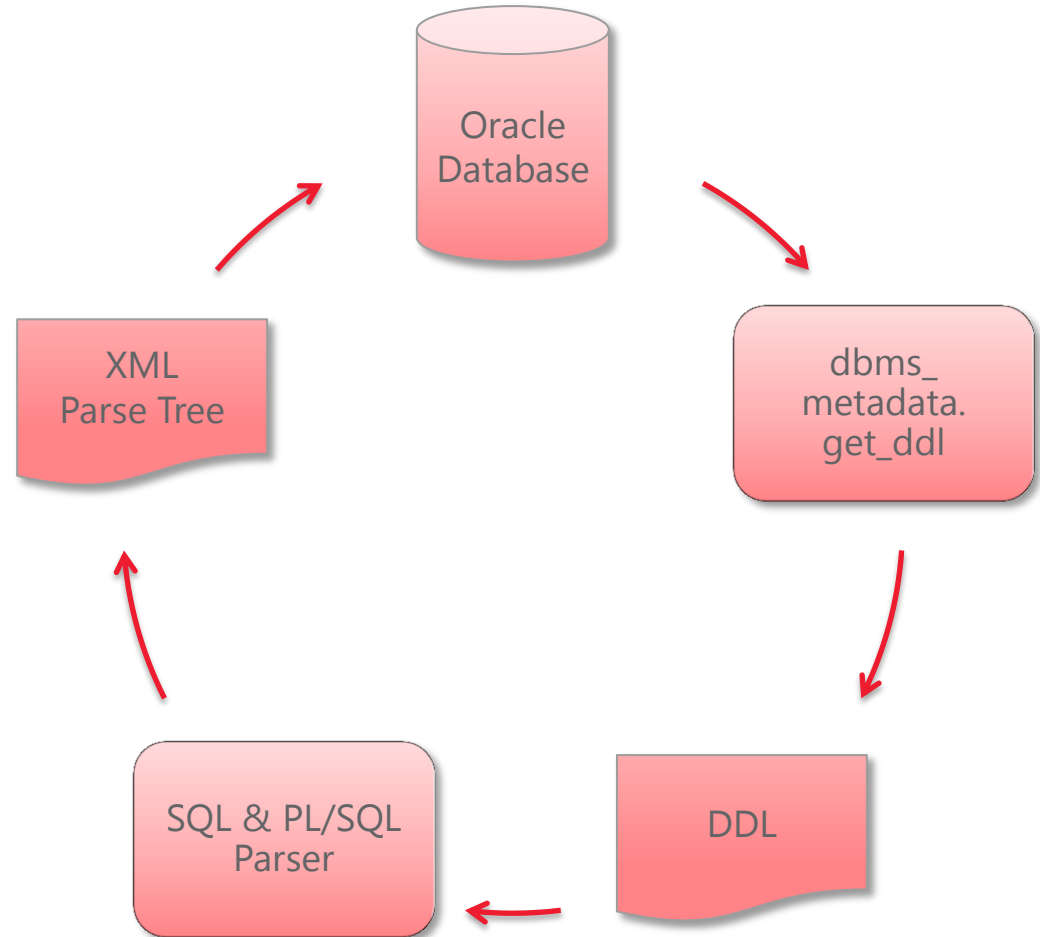 Oracle
Database
dbms_
metadata.
get_ddl
DDL
SQL & PL/SQL
Parser
XML
Parse Tree